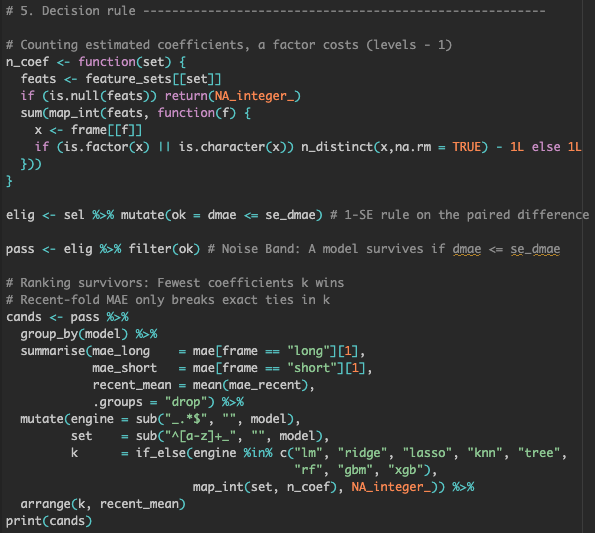 # 5. Decision rule --------------------------------------------------------
# Counting estimated coefficients, a factor costs (levels - 1)
n_coef <- function(set) {
  feats <- feature_sets[[set]]
  if (is.null(feats)) return(NA_integer_)
  sum(map_int(feats, function(f) {
    x <- frame[[f]]
    if (is.factor(x) || is.character(x)) n_distinct(x,na.rm = TRUE) - 1L else 1L
  }))
}
elig <- sel %>% mutate(ok = dmae <= se_dmae) # 1-SE rule on the paired difference
pass <- elig %>% filter(ok) # Noise Band: A model survives if dmae <= se_dmae
# Ranking survivors: Fewest coefficients k wins
# Recent-fold MAE only breaks exact ties in k
cands <- pass %>%
  group_by(model) %>%
  summarise(mae_long    = mae[frame == "long"][1],
            mae_short   = mae[frame == "short"][1],
            recent_mean = mean(mae_recent),
            .groups = "drop") %>%
  mutate(engine = sub("_.*$", "", model),
         set    = sub("^[a-z]+_", "", model),
         k      = if_else(engine %in% c("lm", "ridge", "lasso", "knn", "tree",
                                        "rf", "gbm", "xgb"),
                          map_int(set, n_coef), NA_integer_)) %>%
  arrange(k, recent_mean)
print(cands)